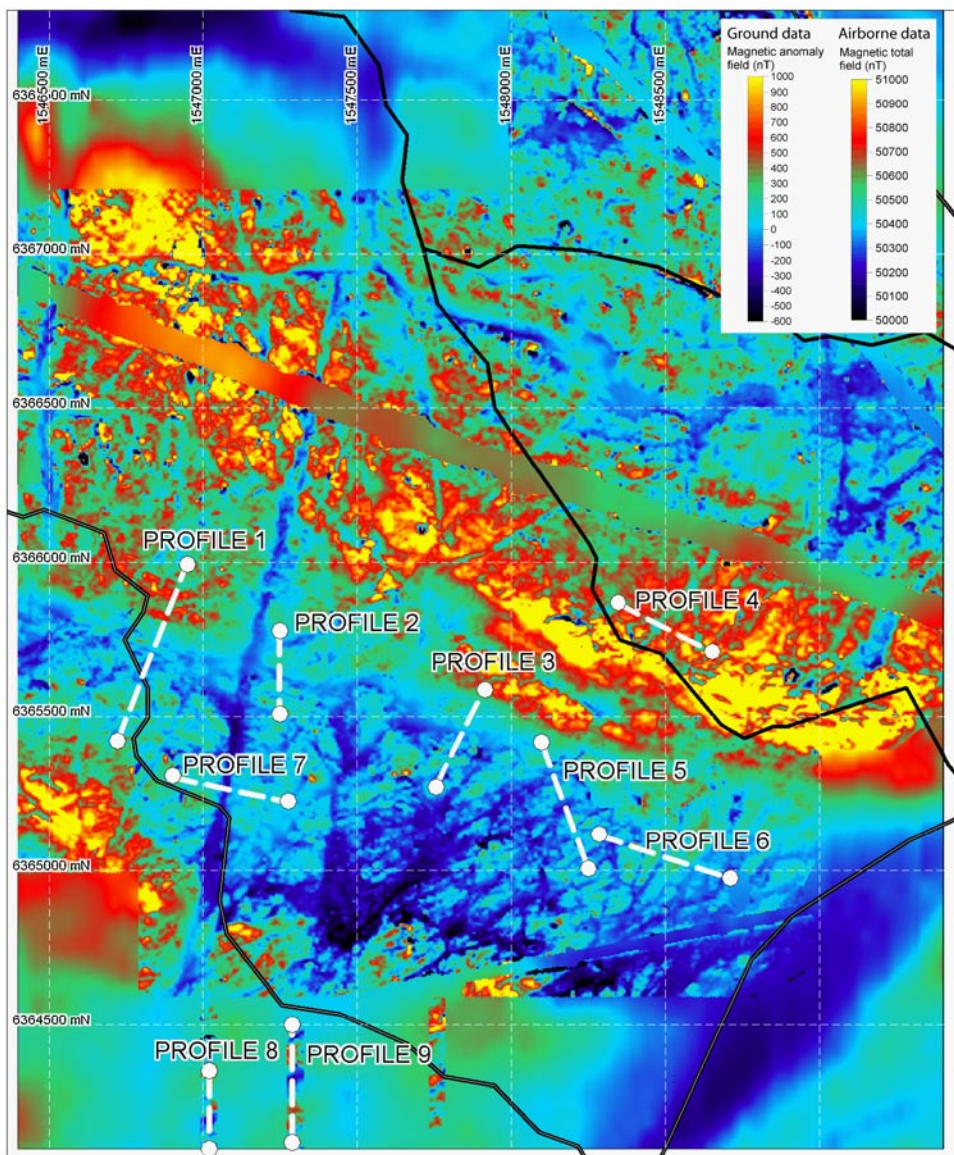 1546500 mE
1547000 mE
1547500 mE
1548000 mE
1548500 mE
Ground data
Magnetic anomaly
field (nT)
1000
900
800
700
600
500
400
300
200
100
0
-100
-200
-300
-400
-500
-600
Airborne data
Magnetic total
field (nT)
51000
50900
50800
50700
50600
50500
50400
50300
50200
50100
50000
6367500 mN
6367000 mN
6366500 mN
6366000 mN
PROFILE 1
PROFILE 2
PROFILE 3
PROFILE 4
6365500 mN
PROFILE 7
PROFILE 5
PROFILE 6
6365000 mN
6364500 mN
PROFILE 8
PROFILE 9